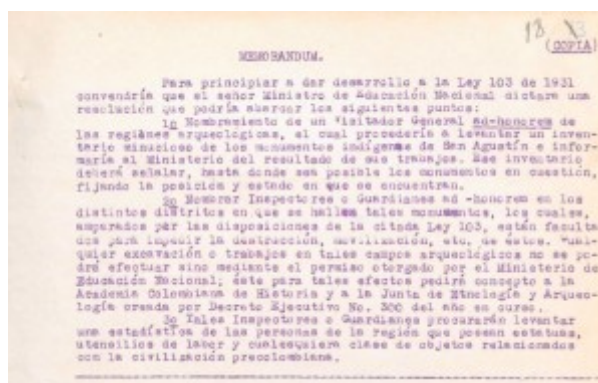 18 13
(COPIA)
MEMORANDUM.
Para principiar a dar desarrollo a la Ley 103 de 1931
convendría que el señor Ministro de Educación Nacional dictara una
resolución que podría abarcar los siguientes puntos:
1o Nombramiento de un Visitador General ad-honorem de
las regiones arqueológicas, el cual procedería a levantar un inven-
tario minucioso de los monumentos indígenas de San Agustín e infor-
maría al Ministerio del resultado de sus trabajos. Ese inventario
deberá señalar, hasta donde sea posible los monumentos en cuestión,
fijando la posición y estado en que se encuentran.
2o Nombrar Inspectores o Guardianes ad-honorem en los
distintos distritos en que se hallen tales monumentos, los cuales,
amparados por las disposiciones de la citada Ley 103, están faculta
dos para impedir la destrucción, movilización, etc. de éstos. Cual-
quier excavación o trabajos en tales campos arqueológicos no se po-
drá efectuar sino mediante el permiso otorgado por el Ministerio de
Educación Nacional; éste para tales efectos pedirá concepto a la
Academia Colombiana de Historia y a la Junta de Etnología y Arqueo-
logía creada por Decreto Ejecutivo No. 300 del año en curso.
3o Tales Inspectores o Guardianes procurarán levantar
una estadística de las personas de la región que posean estatuas,
utensilios de labor y cualesquiera clase de objetos relacionados
con la civilización precolombiana.